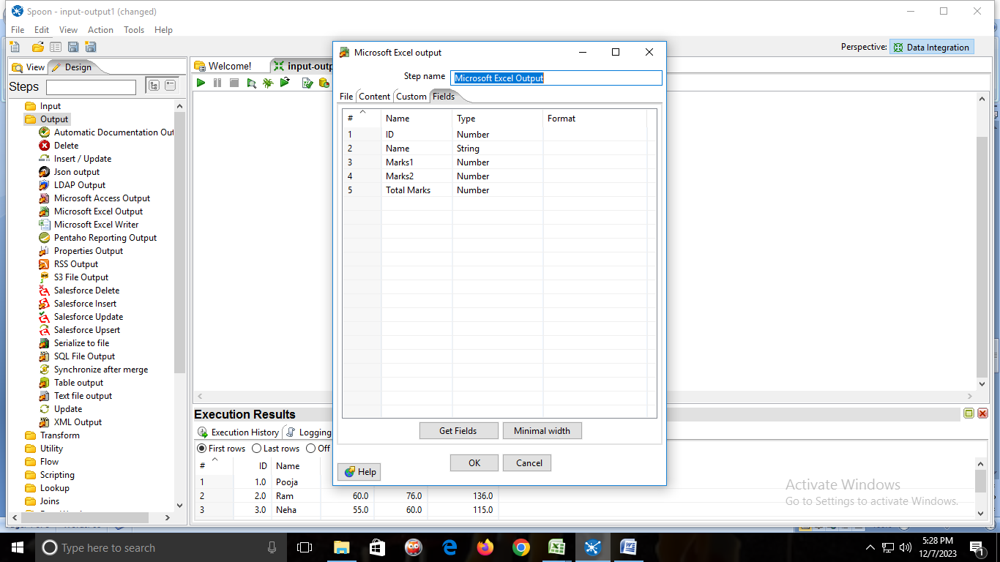 Spoon - input-output1 (changed)
File Edit View Action Tools Help
Perspective: Data Integration
View Design
Steps
Input
Output
Automatic Documentation Out
Delete
Insert / Update
Json output
LDAP Output
Microsoft Access Output
Microsoft Excel Output
Microsoft Excel Writer
Pentaho Reporting Output
Properties Output
RSS Output
S3 File Output
Salesforce Delete
Salesforce Insert
Salesforce Update
Salesforce Upsert
Serialize to file
SQL File Output
Synchronize after merge
Table output
Text file output
Update
XML Output
Transform
Utility
Flow
Scripting
Lookup
Joins
Welcome! input-outp
Microsoft Excel output
Step name Microsoft Excel Output
File Content Custom Fields
# Name Type Format
1 ID Number
2 Name String
3 Marks1 Number
4 Marks2 Number
5 Total Marks Number
Get Fields Minimal width
OK Cancel
Help
Execution Results
Execution History Logging
First rows Last rows Off
# ID Name
1 1.0 Pooja
2 2.0 Ram 60.0 76.0 136.0
3 3.0 Neha 55.0 60.0 115.0
Activate Windows
Go to Settings to activate Windows.
Type here to search
5:28 PM
12/7/2023
1